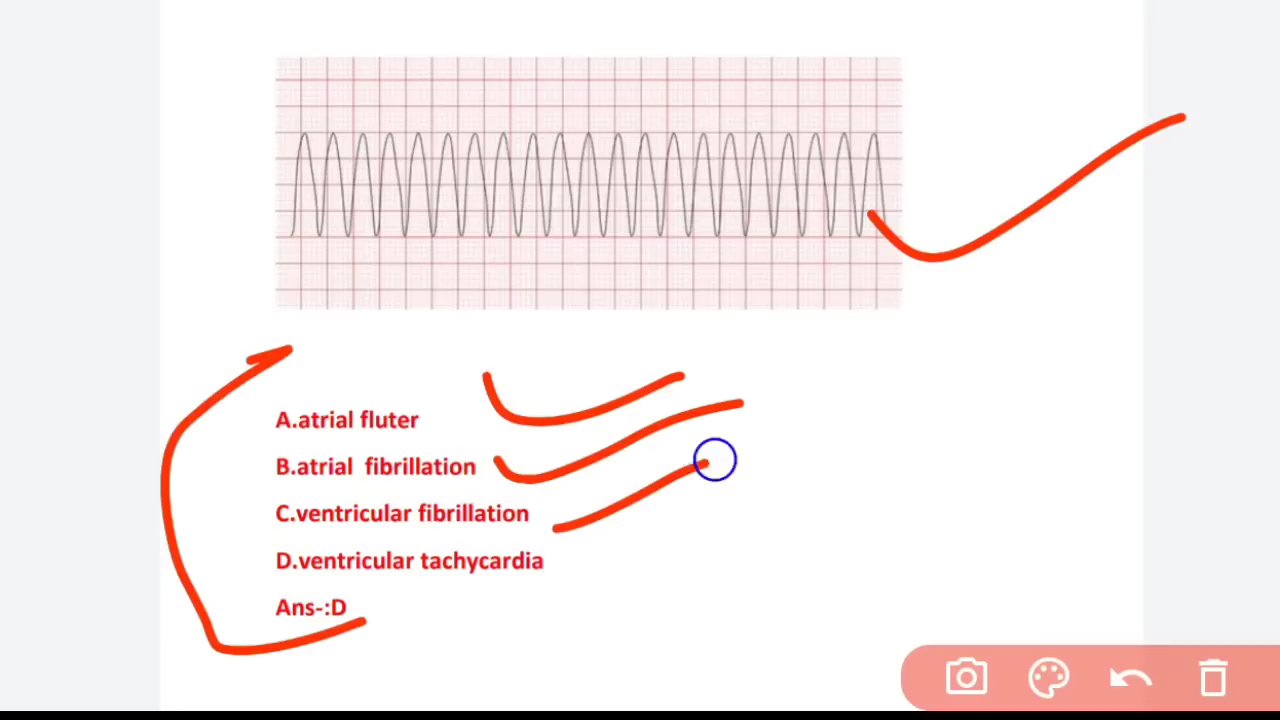 A.atrial fluter
B.atrial fibrillation
C.ventricular fibrillation
D.ventricular tachycardia
Ans-:D